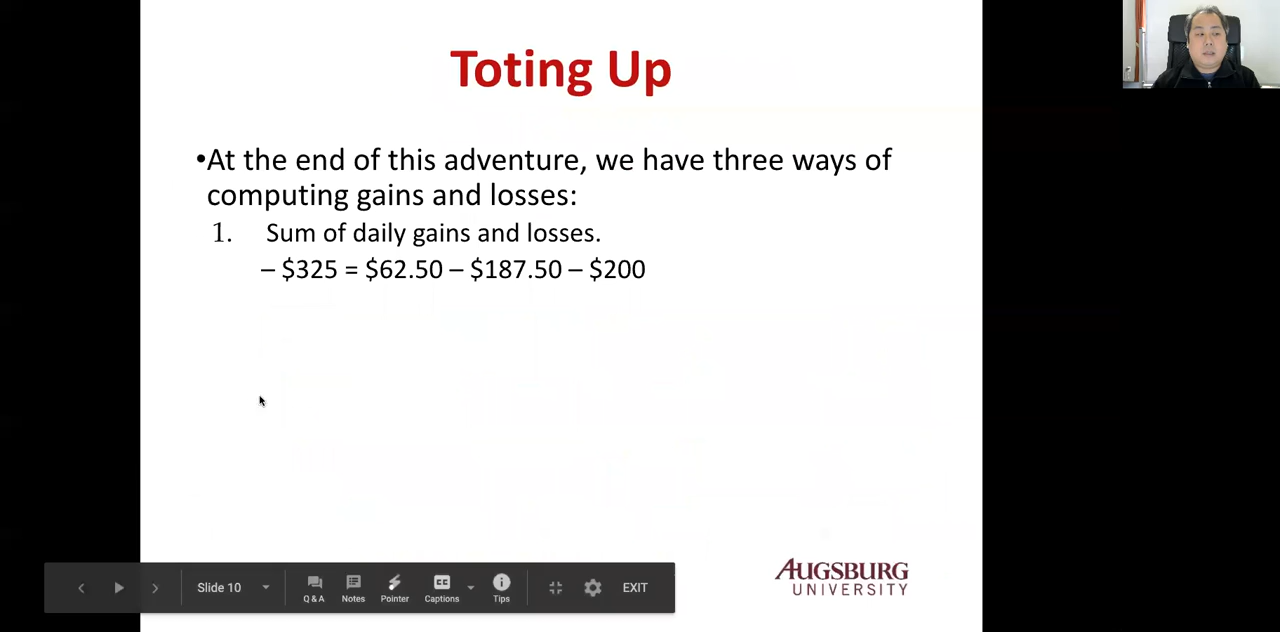 Toting Up
•At the end of this adventure, we have three ways of
computing gains and losses:
1. Sum of daily gains and losses.
– $325 = $62.50 – $187.50 – $200
AUGSBURG
UNIVERSITY
Slide 10
Q & A
Notes
Pointer
CC
Captions
Tips
EXIT